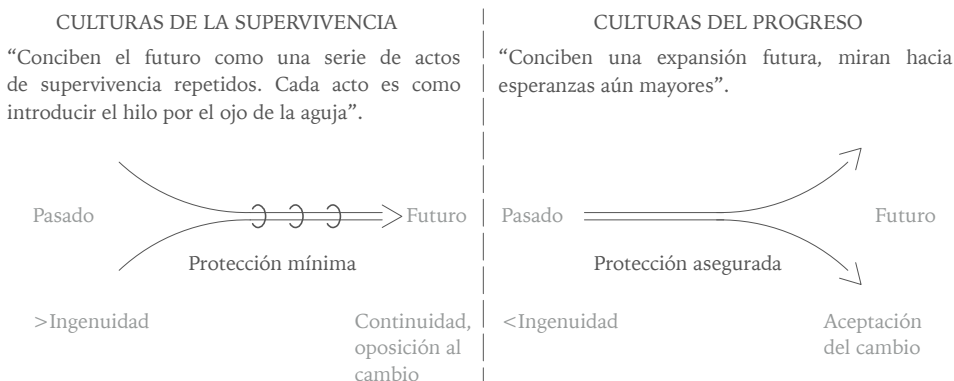 CULTURAS DE LA SUPERVIVENCIA
“Conciben el futuro como una serie de actos
de supervivencia repetidos. Cada acto es como
introducir el hilo por el ojo de la aguja”.
Pasado
Futuro
Protección mínima
>Ingenuidad
Continuidad,
oposición al
cambio
CULTURAS DEL PROGRESO
“Conciben una expansión futura, miran hacia
esperanzas aún mayores”.
Pasado
Futuro
Protección asegurada
<Ingenuidad
Aceptación
del cambio